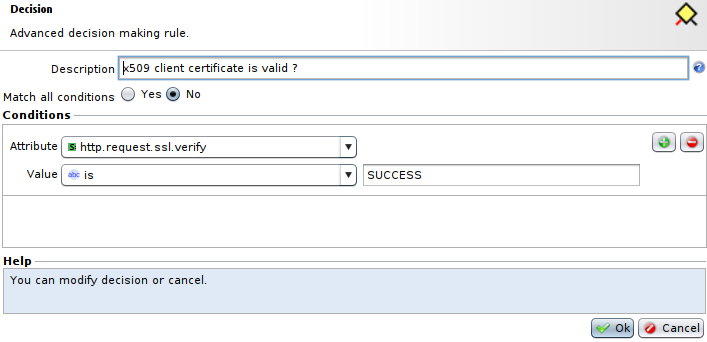 Decision
Advanced decision making rule.
Description x509 client certificate is valid ?
Match all conditions Yes No
Conditions
Attribute S http.request.ssl.verify
Value abc is SUCCESS
Help
You can modify decision or cancel.
Ok Cancel